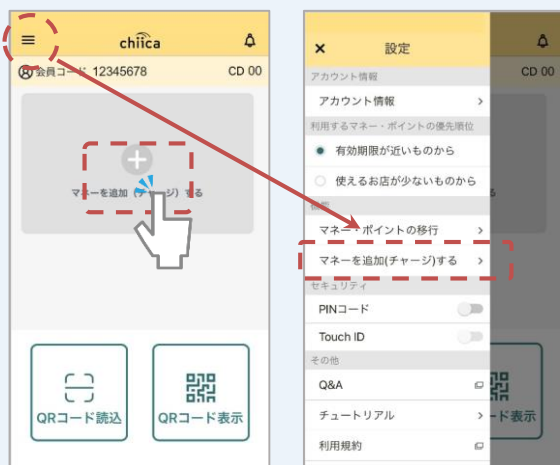 chiica
会員コード 12345678 CD 00
マネーを追加 (チャージ) する
QRコード読込
QRコード表示
設定
CD 00
アカウント情報
アカウント情報
利用するマネー・ポイントの優先順位
有効期限が近いものから
使えるお店が少ないものから
マネー・ポイントの移行
マネーを追加(チャージ)する
セキュリティ
PINコード
Touch ID
その他
Q&A
チュートリアル
ード表示
利用規約